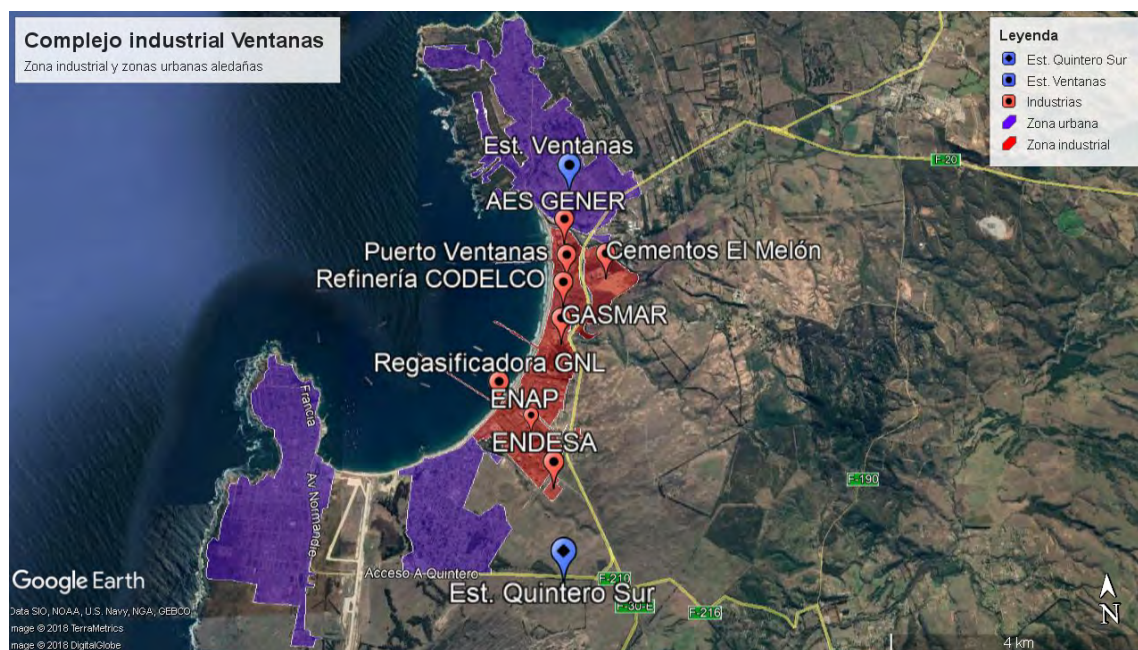 Complejo industrial Ventanas
Zona industrial y zonas urbanas aledañas
Leyenda
Est. Quintero Sur
Est. Ventanas
Industrias
Zona urbana
Zona industrial
Est. Ventanas
F-20
AES GENER
Puerto Ventanas
Cementos El Melón
Refinería CODELCO
GASMAR
Regasificadora GNL
ENAP
Francia
ENDESA
F-190
Av Normandie
Acceso A Quintero
F-210
Est. Quintero Sur
F-30-E
F-216
Google Earth
Data SIO, NOAA, U.S. Navy, NGA, GEBCO
Image © 2018 TerraMetrics
Image © 2018 DigitalGlobe
N
4 km